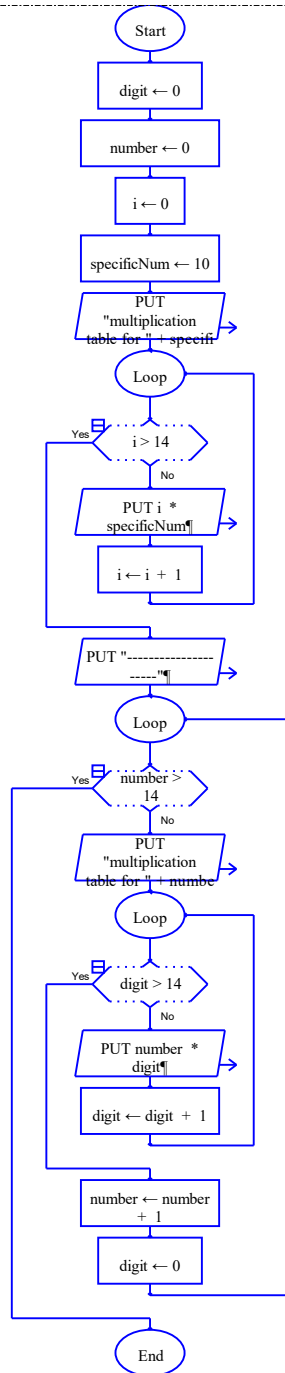 Start
digit ← 0
number ← 0
i ← 0
specificNum ← 10
PUT
"multiplication
table for " + specifi
Loop
Yes
i > 14
No
PUT i *
specificNum¶
i ← i + 1
PUT "------------------
-----"¶
Loop
Yes
number >
14
No
PUT
"multiplication
table for " + numbe
Loop
Yes
digit > 14
No
PUT number *
digit¶
digit ← digit + 1
number ← number
+ 1
digit ← 0
End